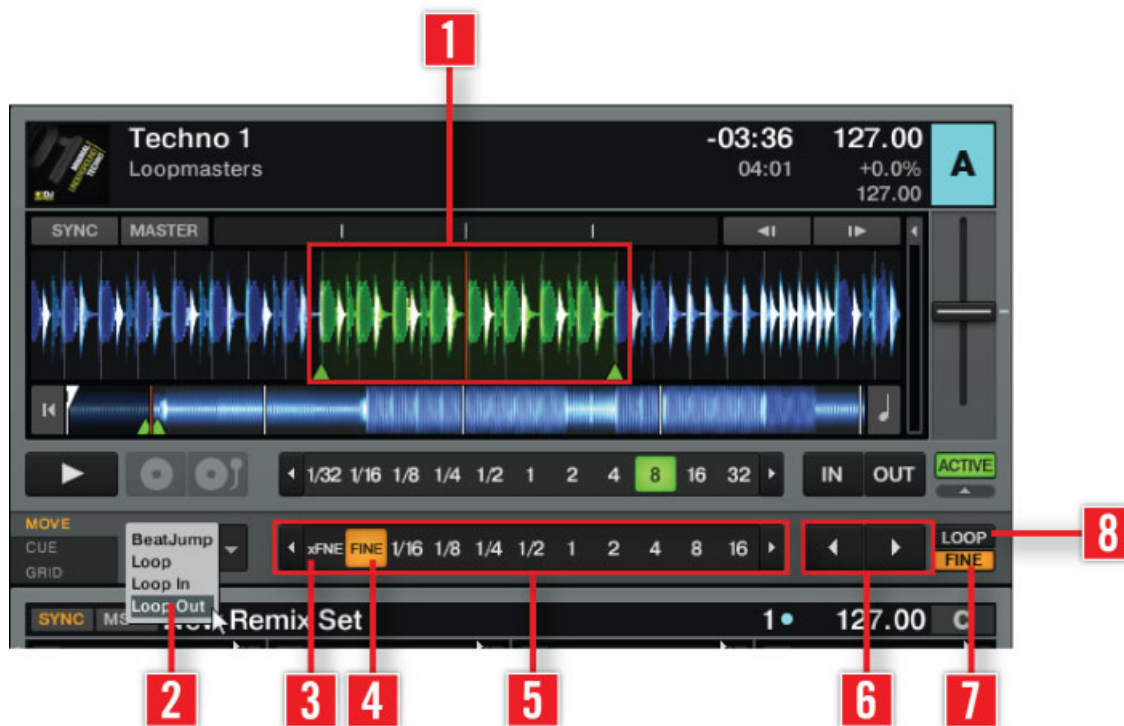 1
Techno 1
-03:36
127.00
A
Loopmasters
04:01
+0.0%
127.00
MINIMAL
UNDERGROUND
TECHNO
SYNC MASTER
1/32 1/16 1/8 1/4 1/2 1 2 4 8 16 32
IN OUT
ACTIVE
MOVE
CUE
GRID
BeatJump
Loop
Loop In
Loop Out
xFNE FINE 1/16 1/8 1/4 1/2 1 2 4 8 16
LOOP
FINE
8
SYNC
Remix Set
1
127.00
C
2 3 4 5 6 7